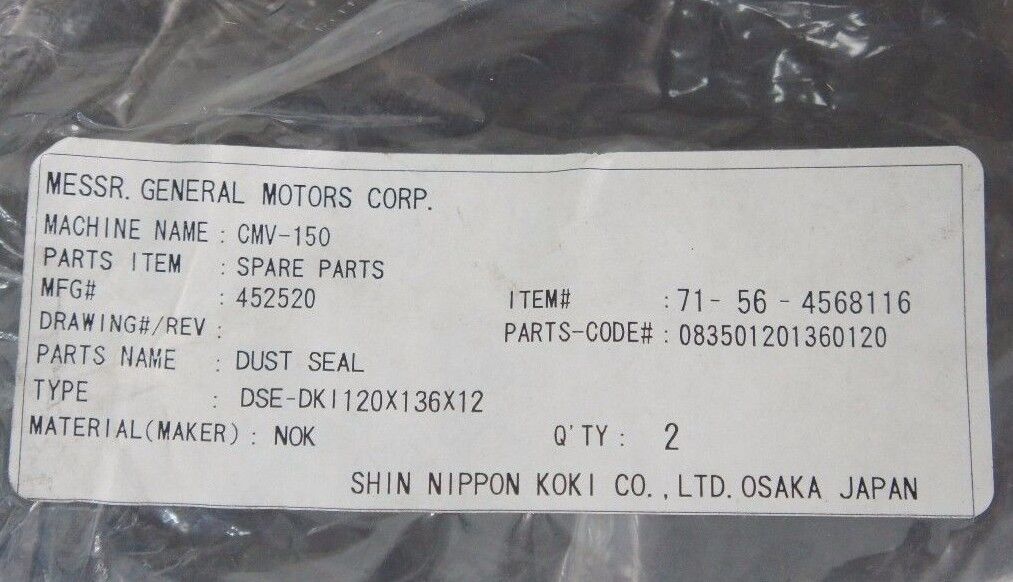 MESSR. GENERAL MOTORS CORP.
MACHINE NAME : CMV-150
PARTS ITEM : SPARE PARTS
MFG# : 452520 ITEM# : 71- 56 - 4568116
DRAWING#/REV : PARTS-CODE# : 083501201360120
PARTS NAME : DUST SEAL
TYPE : DSE-DKI120X136X12
MATERIAL(MAKER) : NOK Q'TY : 2
SHIN NIPPON KOKI CO.,LTD. OSAKA JAPAN